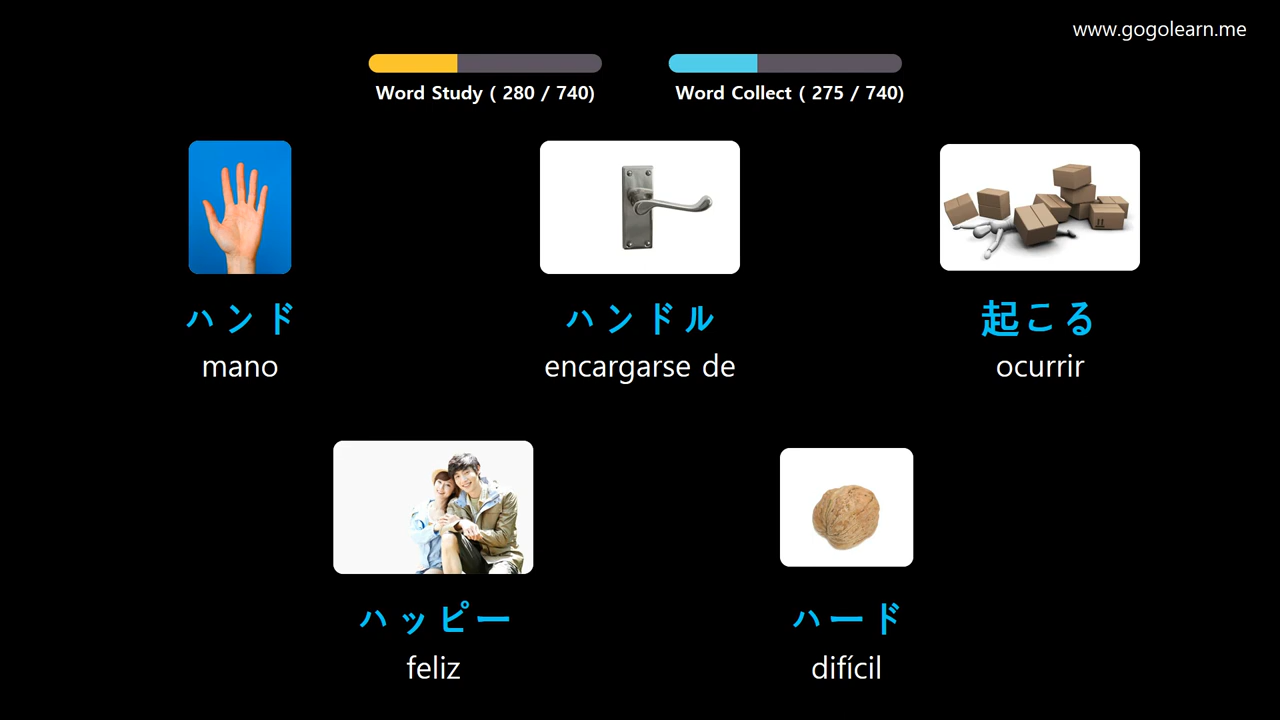 www.gogolearn.me
Word Study ( 280 / 740)
Word Collect ( 275 / 740)
ハンド
mano
ハンドル
encargarse de
起こる
ocurrir
ハッピー
feliz
ハード
difícil